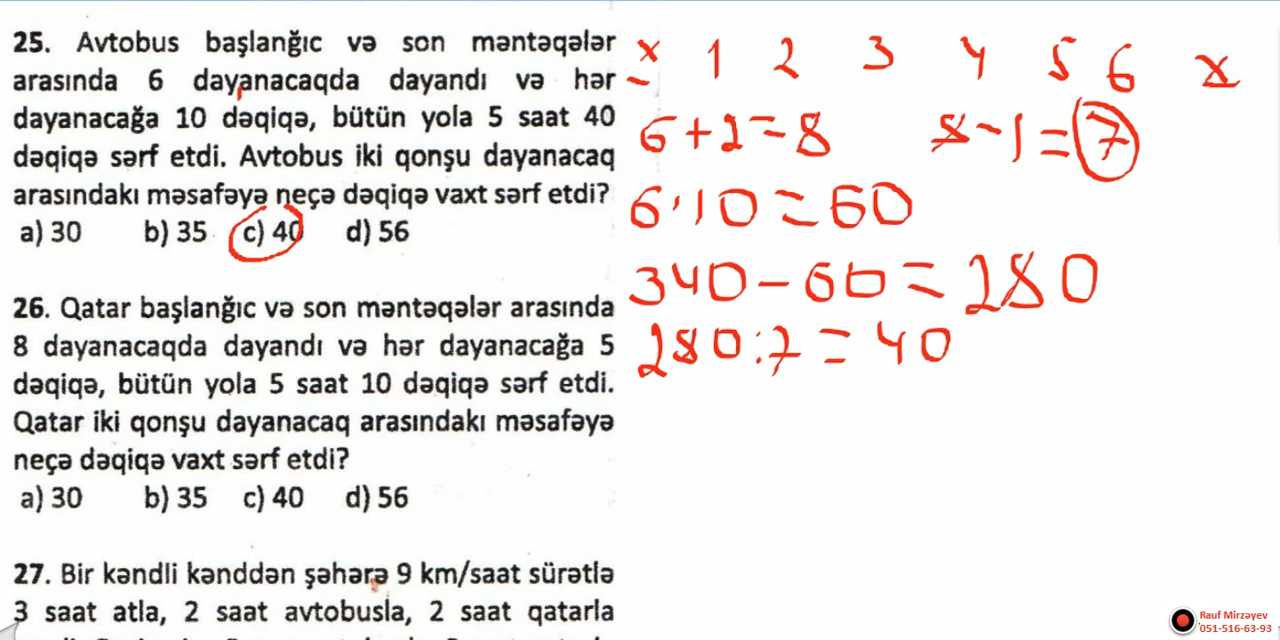 25. Avtobus başlanğıc və son məntəqələr
arasında 6 dayanacaqda dayandı və hər
dayanacağa 10 dəqiqə, bütün yola 5 saat 40
dəqiqə sərf etdi. Avtobus iki qonşu dayanacaq
arasındakı məsafəyə neçə dəqiqə vaxt sərf etdi?
a) 30 b) 35 c) 40 d) 56
26. Qatar başlanğıc və son məntəqələr arasında
8 dayanacaqda dayandı və hər dayanacağa 5
dəqiqə, bütün yola 5 saat 10 dəqiqə sərf etdi.
Qatar iki qonşu dayanacaq arasındakı məsafəyə
neçə dəqiqə vaxt sərf etdi?
a) 30 b) 35 c) 40 d) 56
27. Bir kəndli kənddən şəhərə 9 km/saat sürətlə
3 saat atla, 2 saat avtobusla, 2 saat qatarla
x 1 2 3 4 5 6 x
6+2=8 8-1=7
6·10=60
340-60=280
280:7=40
Rauf Mirzəyev
051-516-63-93